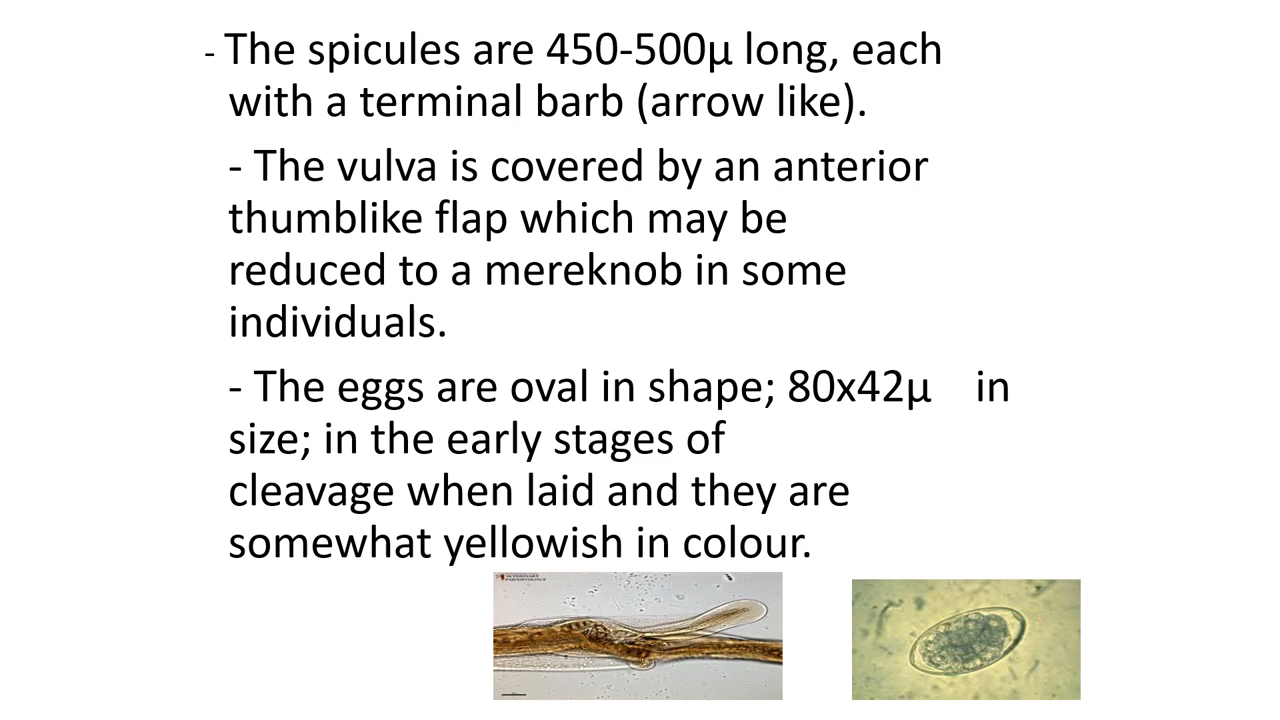 - The spicules are 450-500µ long, each
with a terminal barb (arrow like).
- The vulva is covered by an anterior
thumblike flap which may be
reduced to a mereknob in some
individuals.
- The eggs are oval in shape; 80x42µ in
size; in the early stages of
cleavage when laid and they are
somewhat yellowish in colour.
VETERINARY
PARASITOLOGY